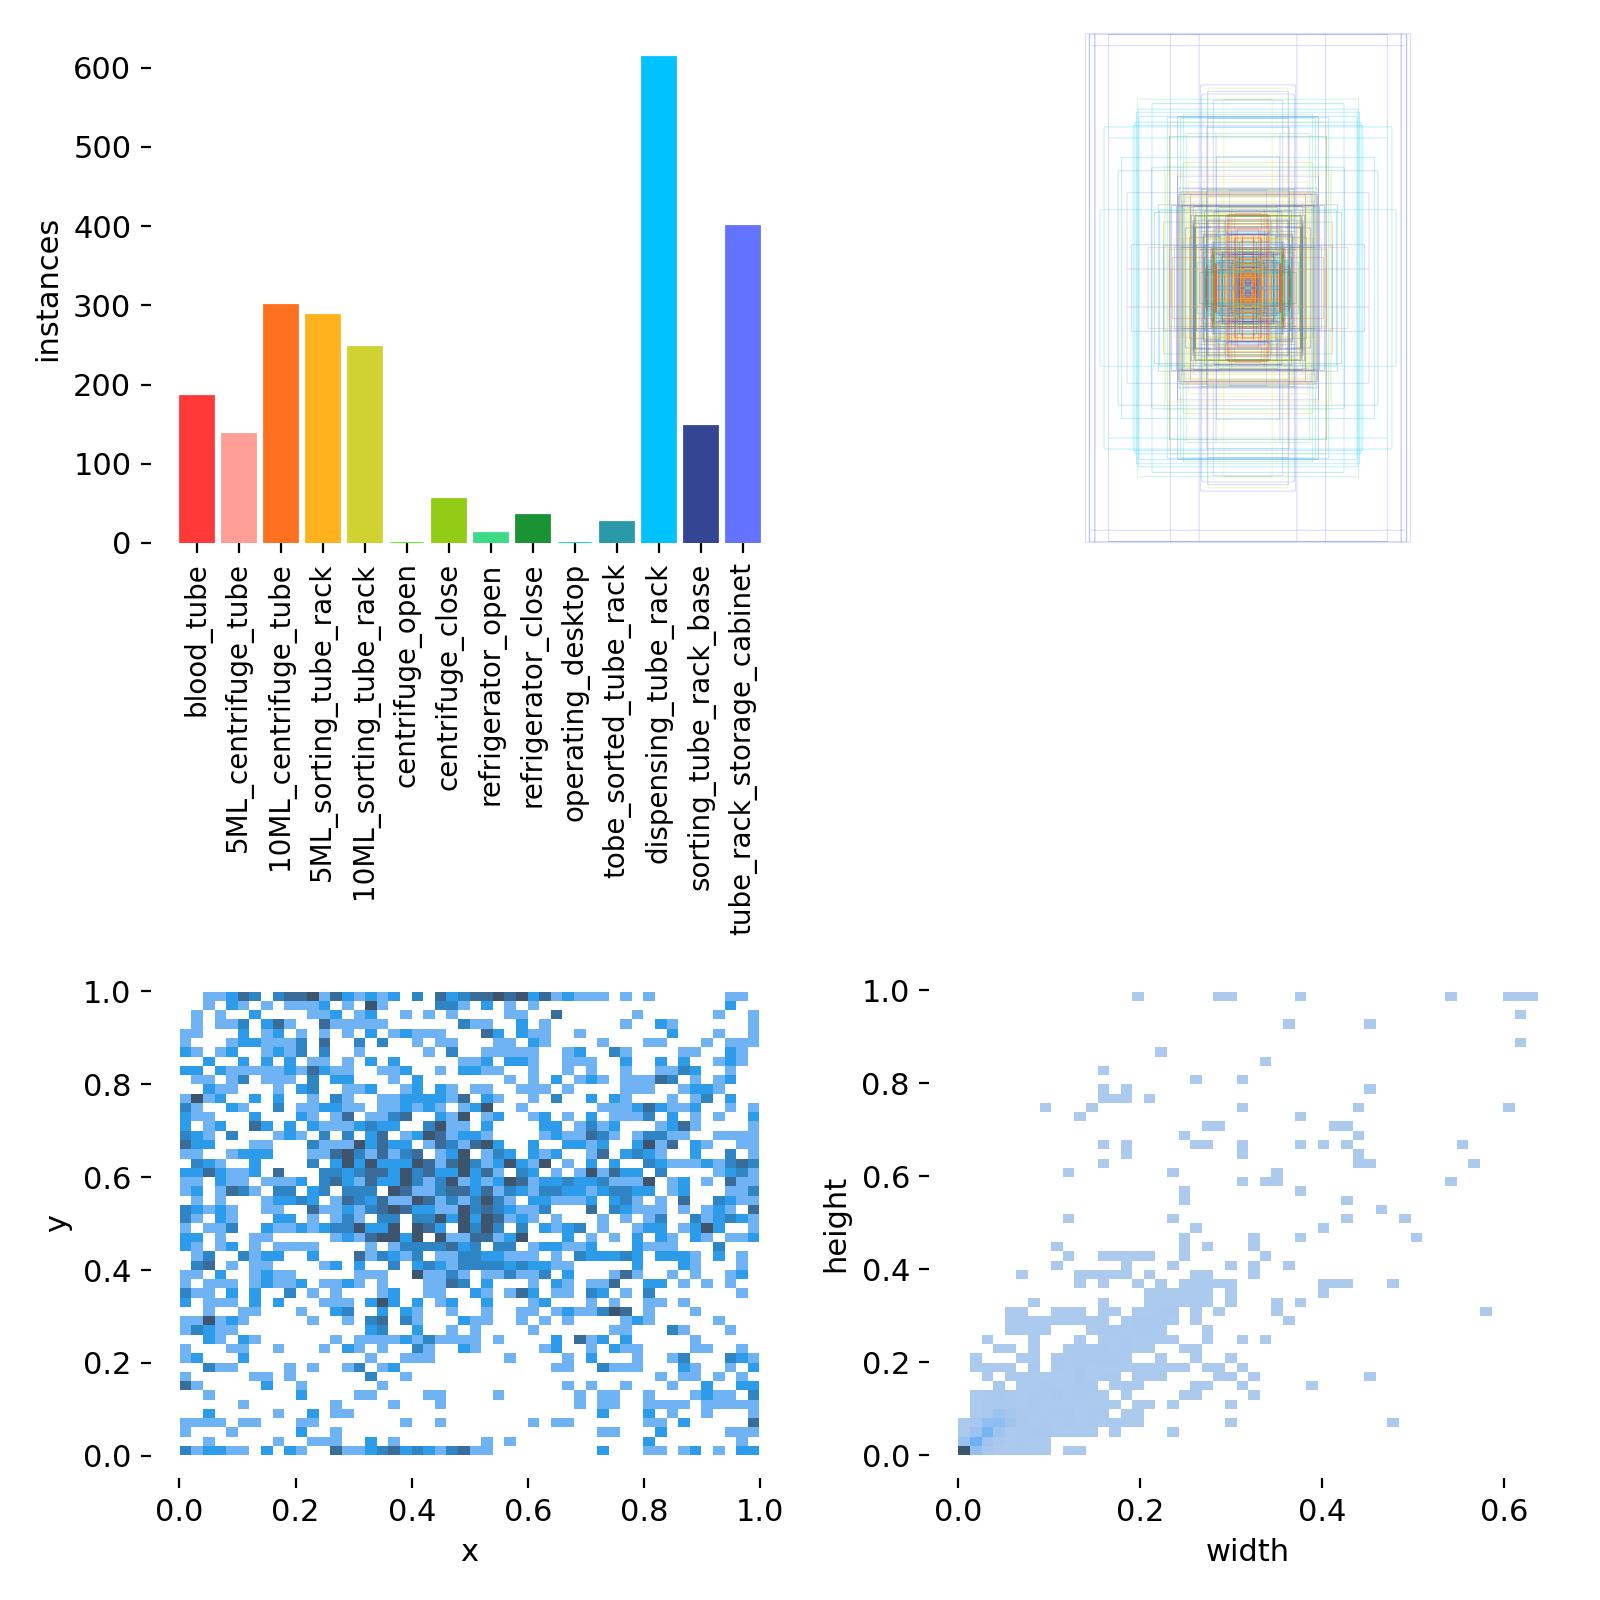 600
500
400
300
200
100
0
instances
blood_tube
5ML_centrifuge_tube
10ML_centrifuge_tube
5ML_sorting_tube_rack
10ML_sorting_tube_rack
centrifuge_open
centrifuge_close
refrigerator_open
refrigerator_close
operating_desktop
tobe_sorted_tube_rack
dispensing_tube_rack
sorting_tube_rack_base
tube_rack_storage_cabinet
1.0
0.8
0.6
0.4
0.2
0.0
y
0.0 0.2 0.4 0.6 0.8 1.0
x
1.0
0.8
0.6
0.4
0.2
0.0
height
0.0 0.2 0.4 0.6
width